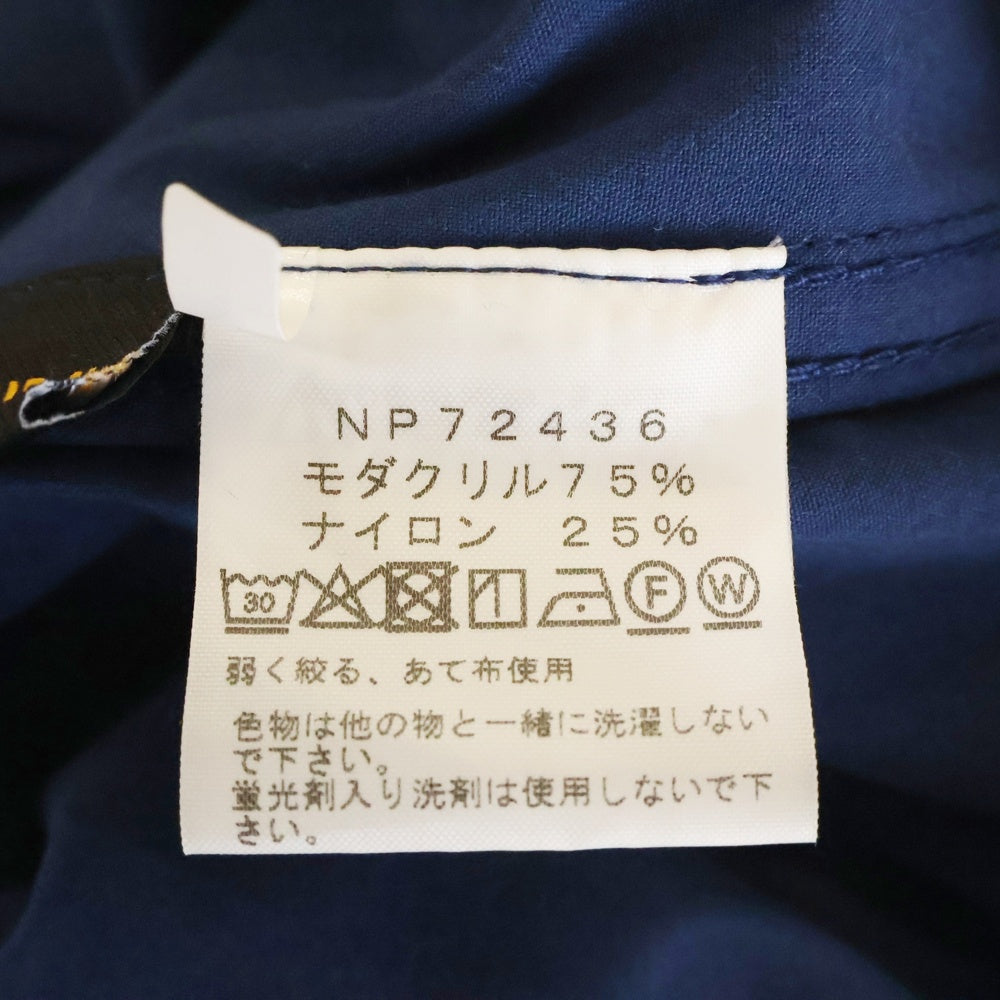 NP72436
モダクリル75%
ナイロン 25%
30 F W
弱く絞る、あて布使用
色物は他の物と一緒に洗濯しない
で下さい。
蛍光剤入り洗剤は使用しないで下
さい。